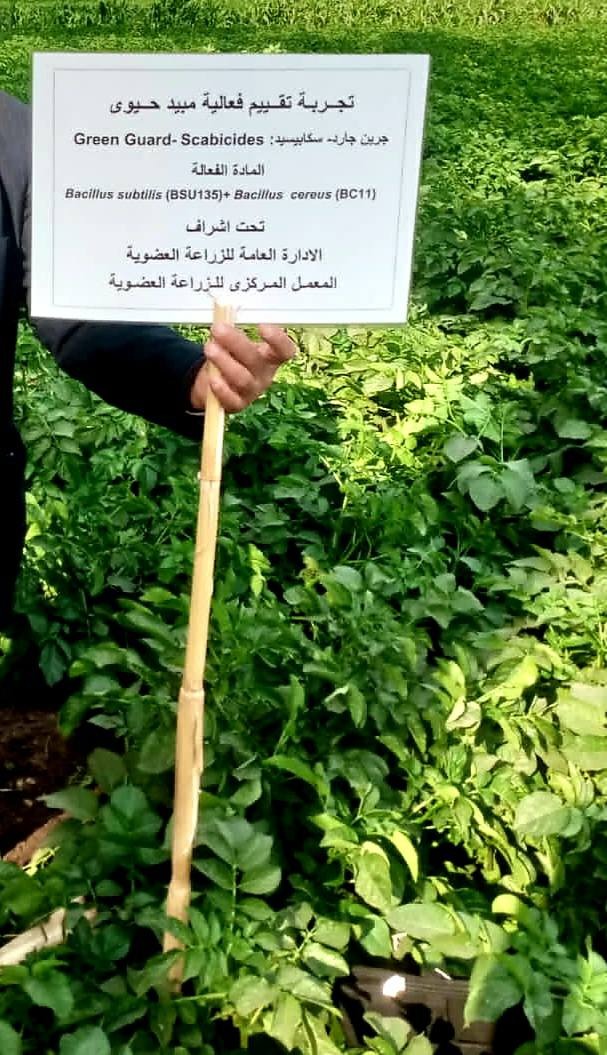 تجربة تقييم فعالية مبيد حيوى
جرين جارد- سكابيسيد: Green Guard- Scabicides
المادة الفعالة
Bacillus subtilis (BSU135)+ Bacillus cereus (BC11)
تحت اشراف
الادارة العامة للزراعة العضوية
المعمل المركزى للزراعة العضوية